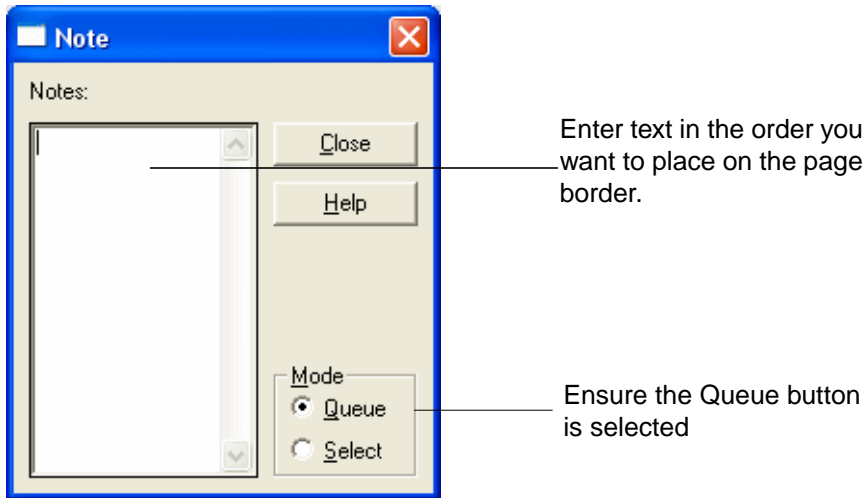 Note
Notes:
Close
Help
Mode
Queue
Select
Enter text in the order you
want to place on the page
border.
Ensure the Queue button
is selected